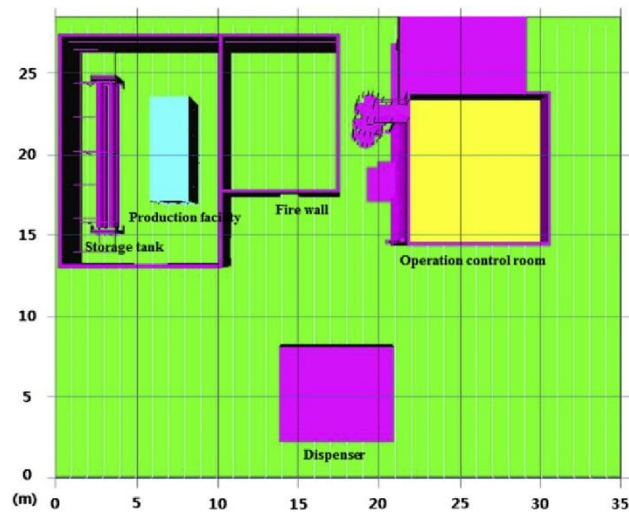 25
20
Production facility
Fire wall
15
Storage tank
Operation control room
10
5
Dispenser
0
(m)
0 5 10 15 20 25 30 35